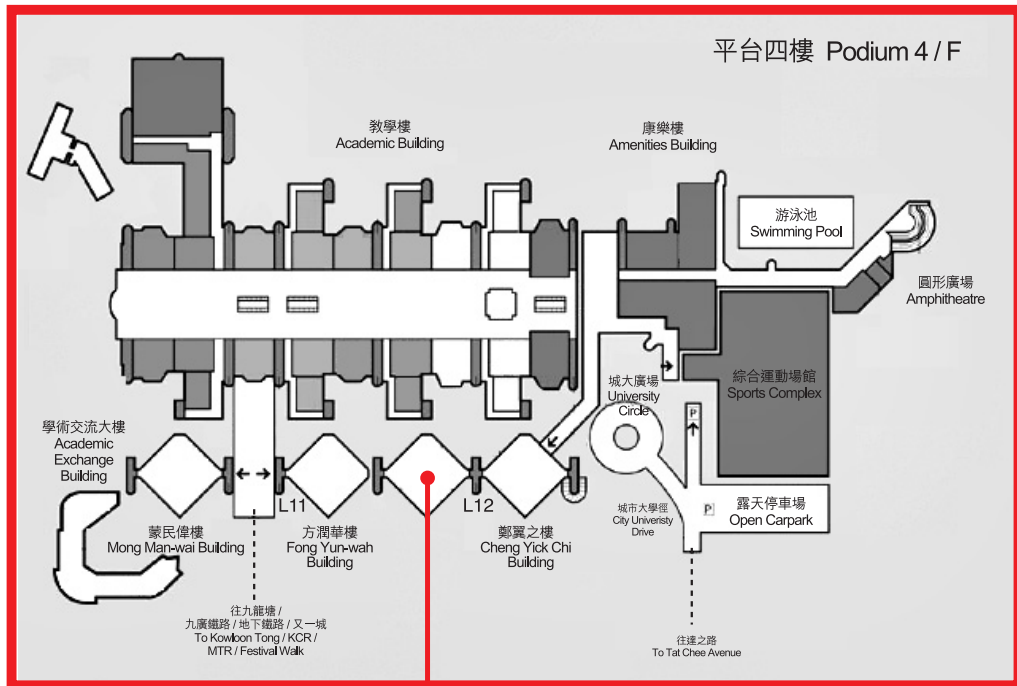 平台四樓 Podium 4 / F
教學樓
Academic Building
康樂樓
Amenities Building
游泳池
Swimming Pool
圓形廣場
Amphitheatre
綜合運動場館
Sports Complex
城大廣場
University
Circle
P
學術交流大樓
Academic
Exchange
Building
L11
L12
蒙民偉樓
Mong Man-wai Building
方潤華樓
Fong Yun-wah
Building
鄭翼之樓
Cheng Yick Chi
Building
城市大學徑
City Univeristy
Drive
P
露天停車場
Open Carpark
往九龍塘 /
九廣鐵路 / 地下鐵路 / 又一城
To Kowloon Tong / KCR /
MTR / Festival Walk
往達之路
To Tat Chee Avenue